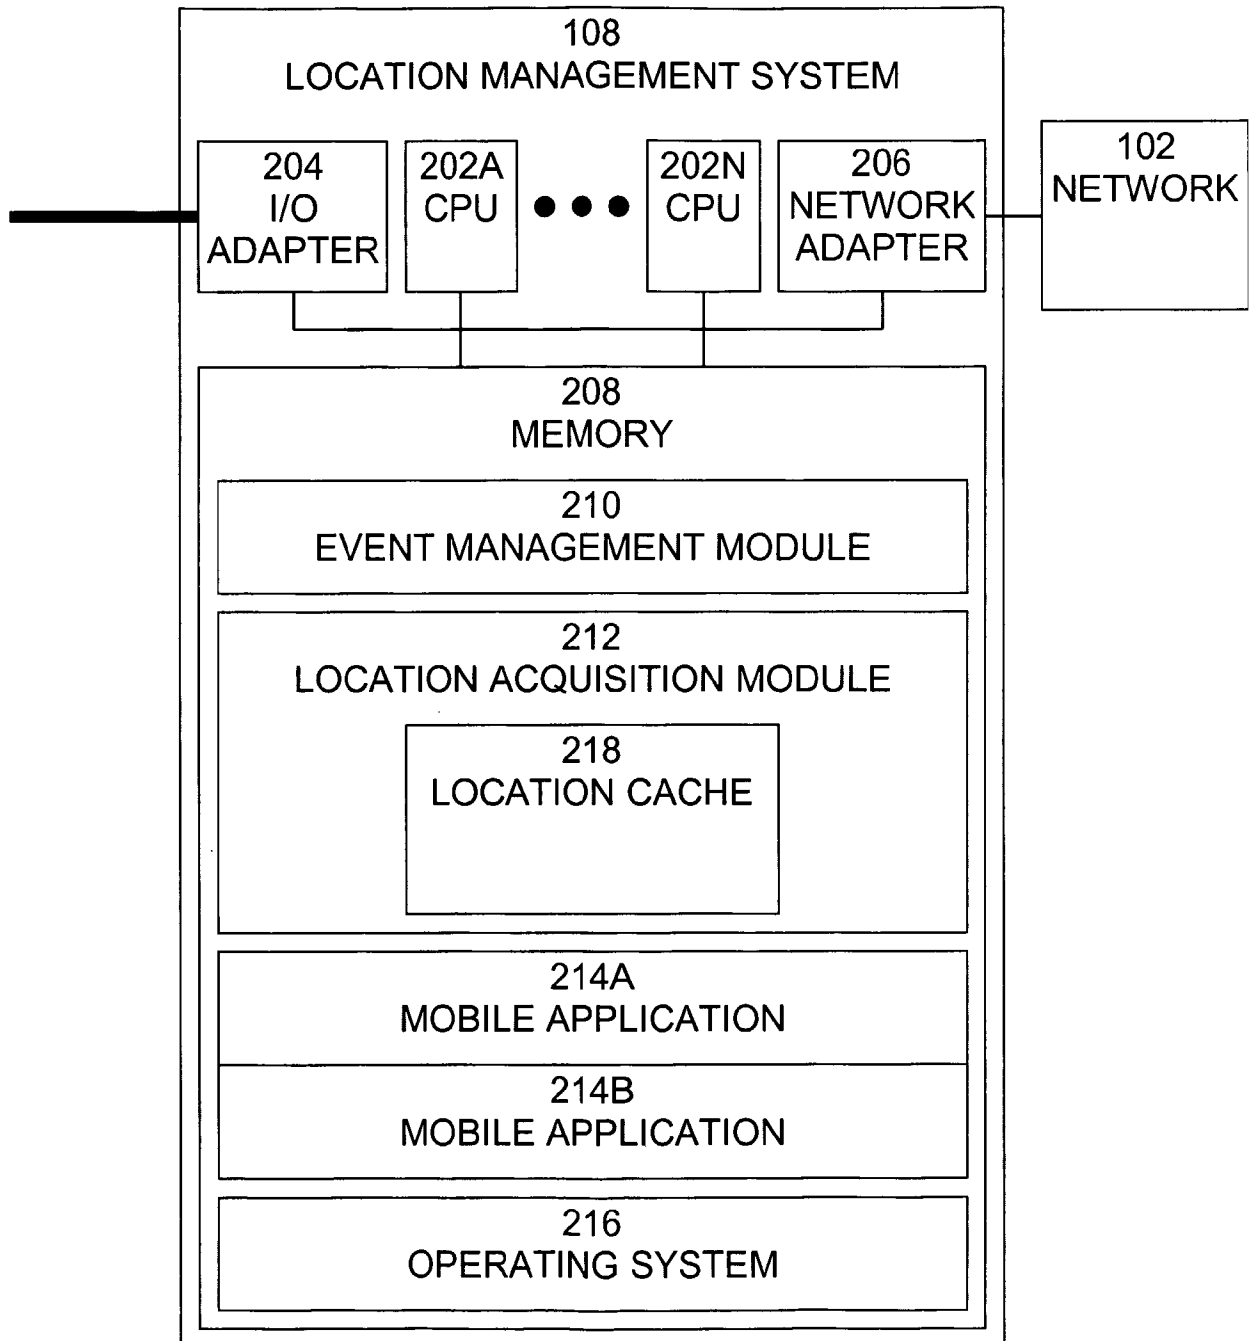 108
LOCATION MANAGEMENT SYSTEM
204
I/O
ADAPTER
202A
CPU
202N
CPU
206
NETWORK
ADAPTER
102
NETWORK
208
MEMORY
210
EVENT MANAGEMENT MODULE
212
LOCATION ACQUISITION MODULE
218
LOCATION CACHE
214A
MOBILE APPLICATION
214B
MOBILE APPLICATION
216
OPERATING SYSTEM